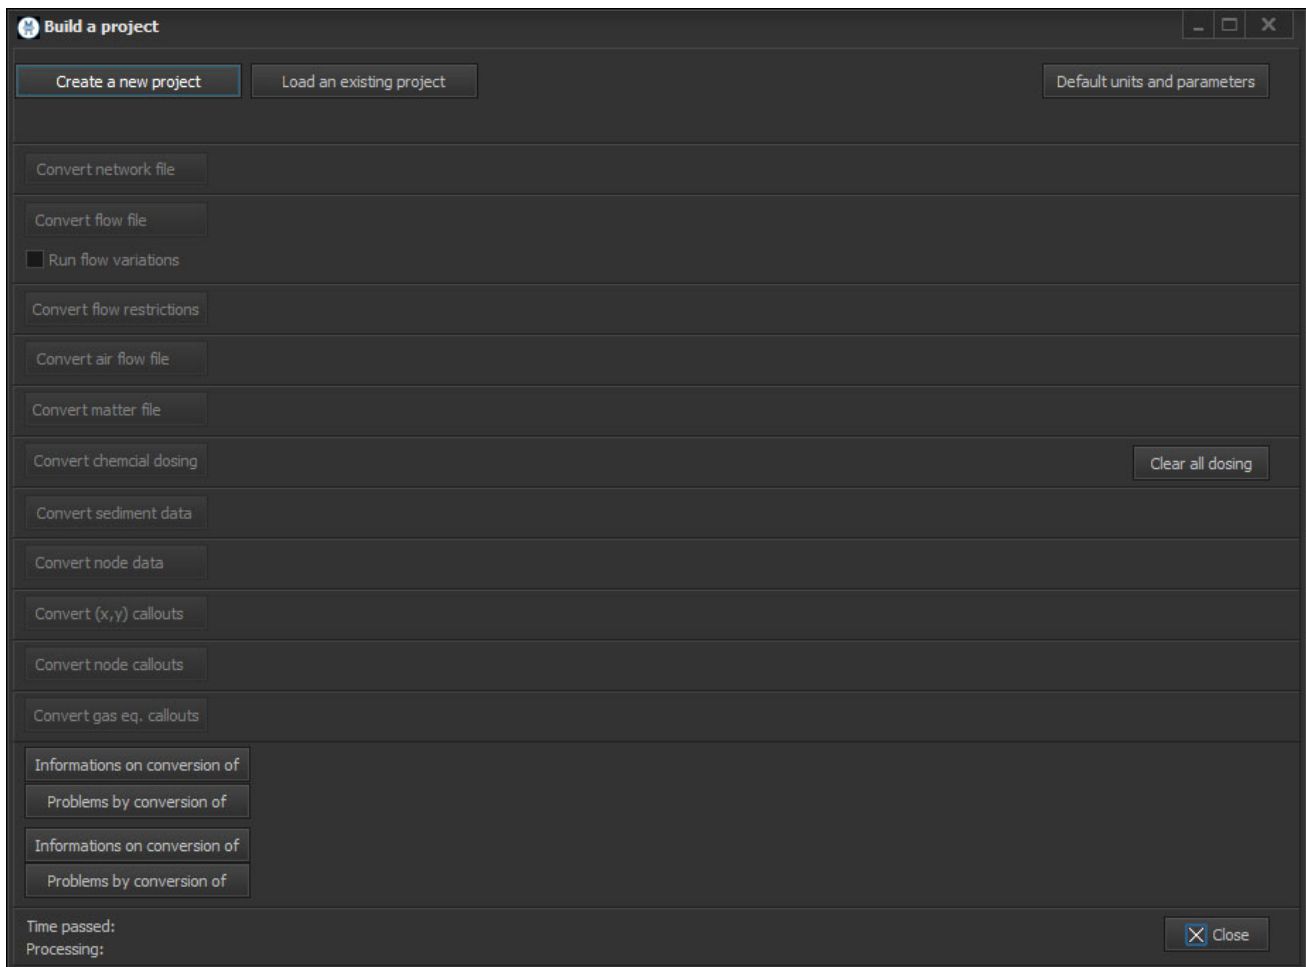 Build a project
Create a new project
Load an existing project
Default units and parameters
Convert network file
Convert flow file
Run flow variations
Convert flow restrictions
Convert air flow file
Convert matter file
Convert chemcial dosing
Clear all dosing
Convert sediment data
Convert node data
Convert (x,y) callouts
Convert node callouts
Convert gas eq. callouts
Informations on conversion of
Problems by conversion of
Informations on conversion of
Problems by conversion of
Time passed:
Processing:
Close